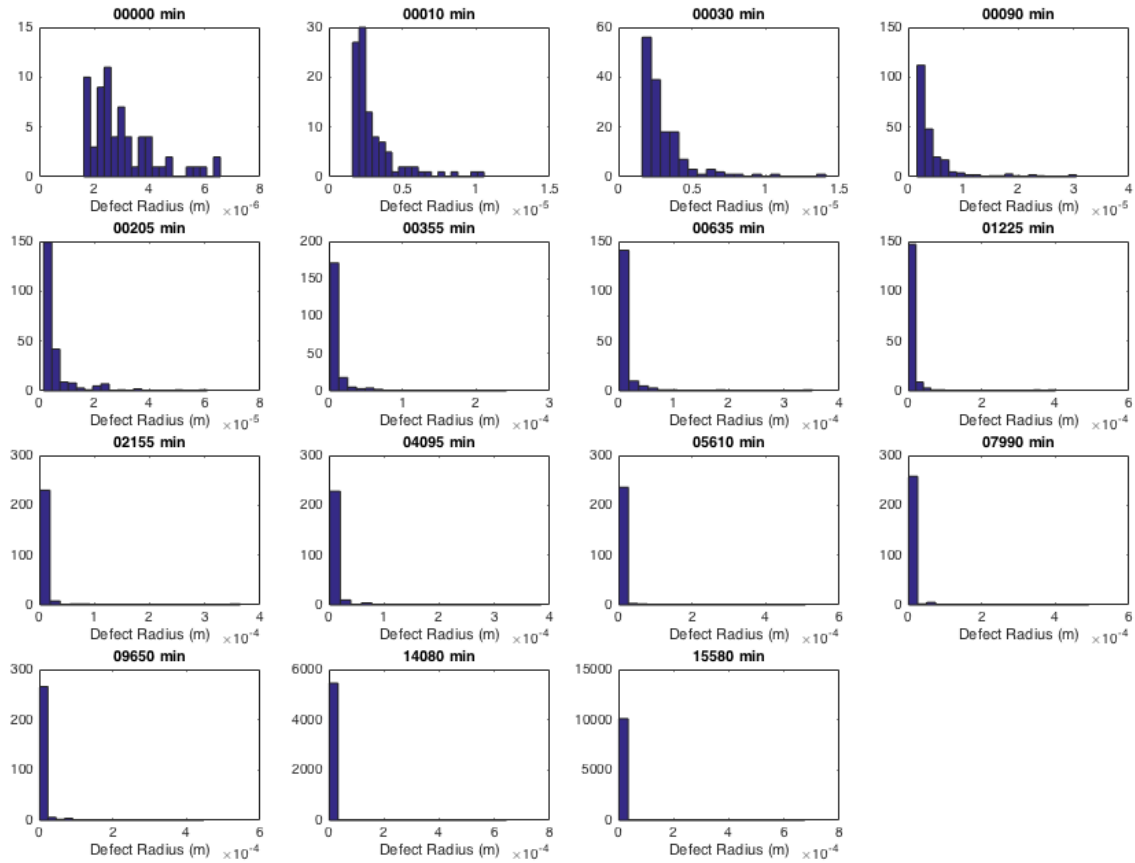 00000 min
15
10
5
0
0 2 4 6 8
Defect Radius (m) ×10⁻⁶
00010 min
30
20
10
0
0 0.5 1 1.5
Defect Radius (m) ×10⁻⁵
00030 min
60
40
20
0
0 0.5 1 1.5
Defect Radius (m) ×10⁻⁵
00090 min
150
100
50
0
0 1 2 3 4
Defect Radius (m) ×10⁻⁵
00205 min
150
100
50
0
0 2 4 6 8
Defect Radius (m) ×10⁻⁵
00355 min
200
150
100
50
0
0 1 2 3
Defect Radius (m) ×10⁻⁴
00635 min
150
100
50
0
0 1 2 3 4
Defect Radius (m) ×10⁻⁴
01225 min
150
100
50
0
0 2 4 6
Defect Radius (m) ×10⁻⁴
02155 min
300
200
100
0
0 1 2 3 4
Defect Radius (m) ×10⁻⁴
04095 min
300
200
100
0
0 1 2 3 4
Defect Radius (m) ×10⁻⁴
05610 min
300
200
100
0
0 2 4 6
Defect Radius (m) ×10⁻⁴
07990 min
300
200
100
0
0 2 4 6
Defect Radius (m) ×10⁻⁴
09650 min
300
200
100
0
0 2 4 6
Defect Radius (m) ×10⁻⁴
14080 min
6000
4000
2000
0
0 2 4 6 8
Defect Radius (m) ×10⁻⁴
15580 min
15000
10000
5000
0
0 2 4 6 8
Defect Radius (m) ×10⁻⁴